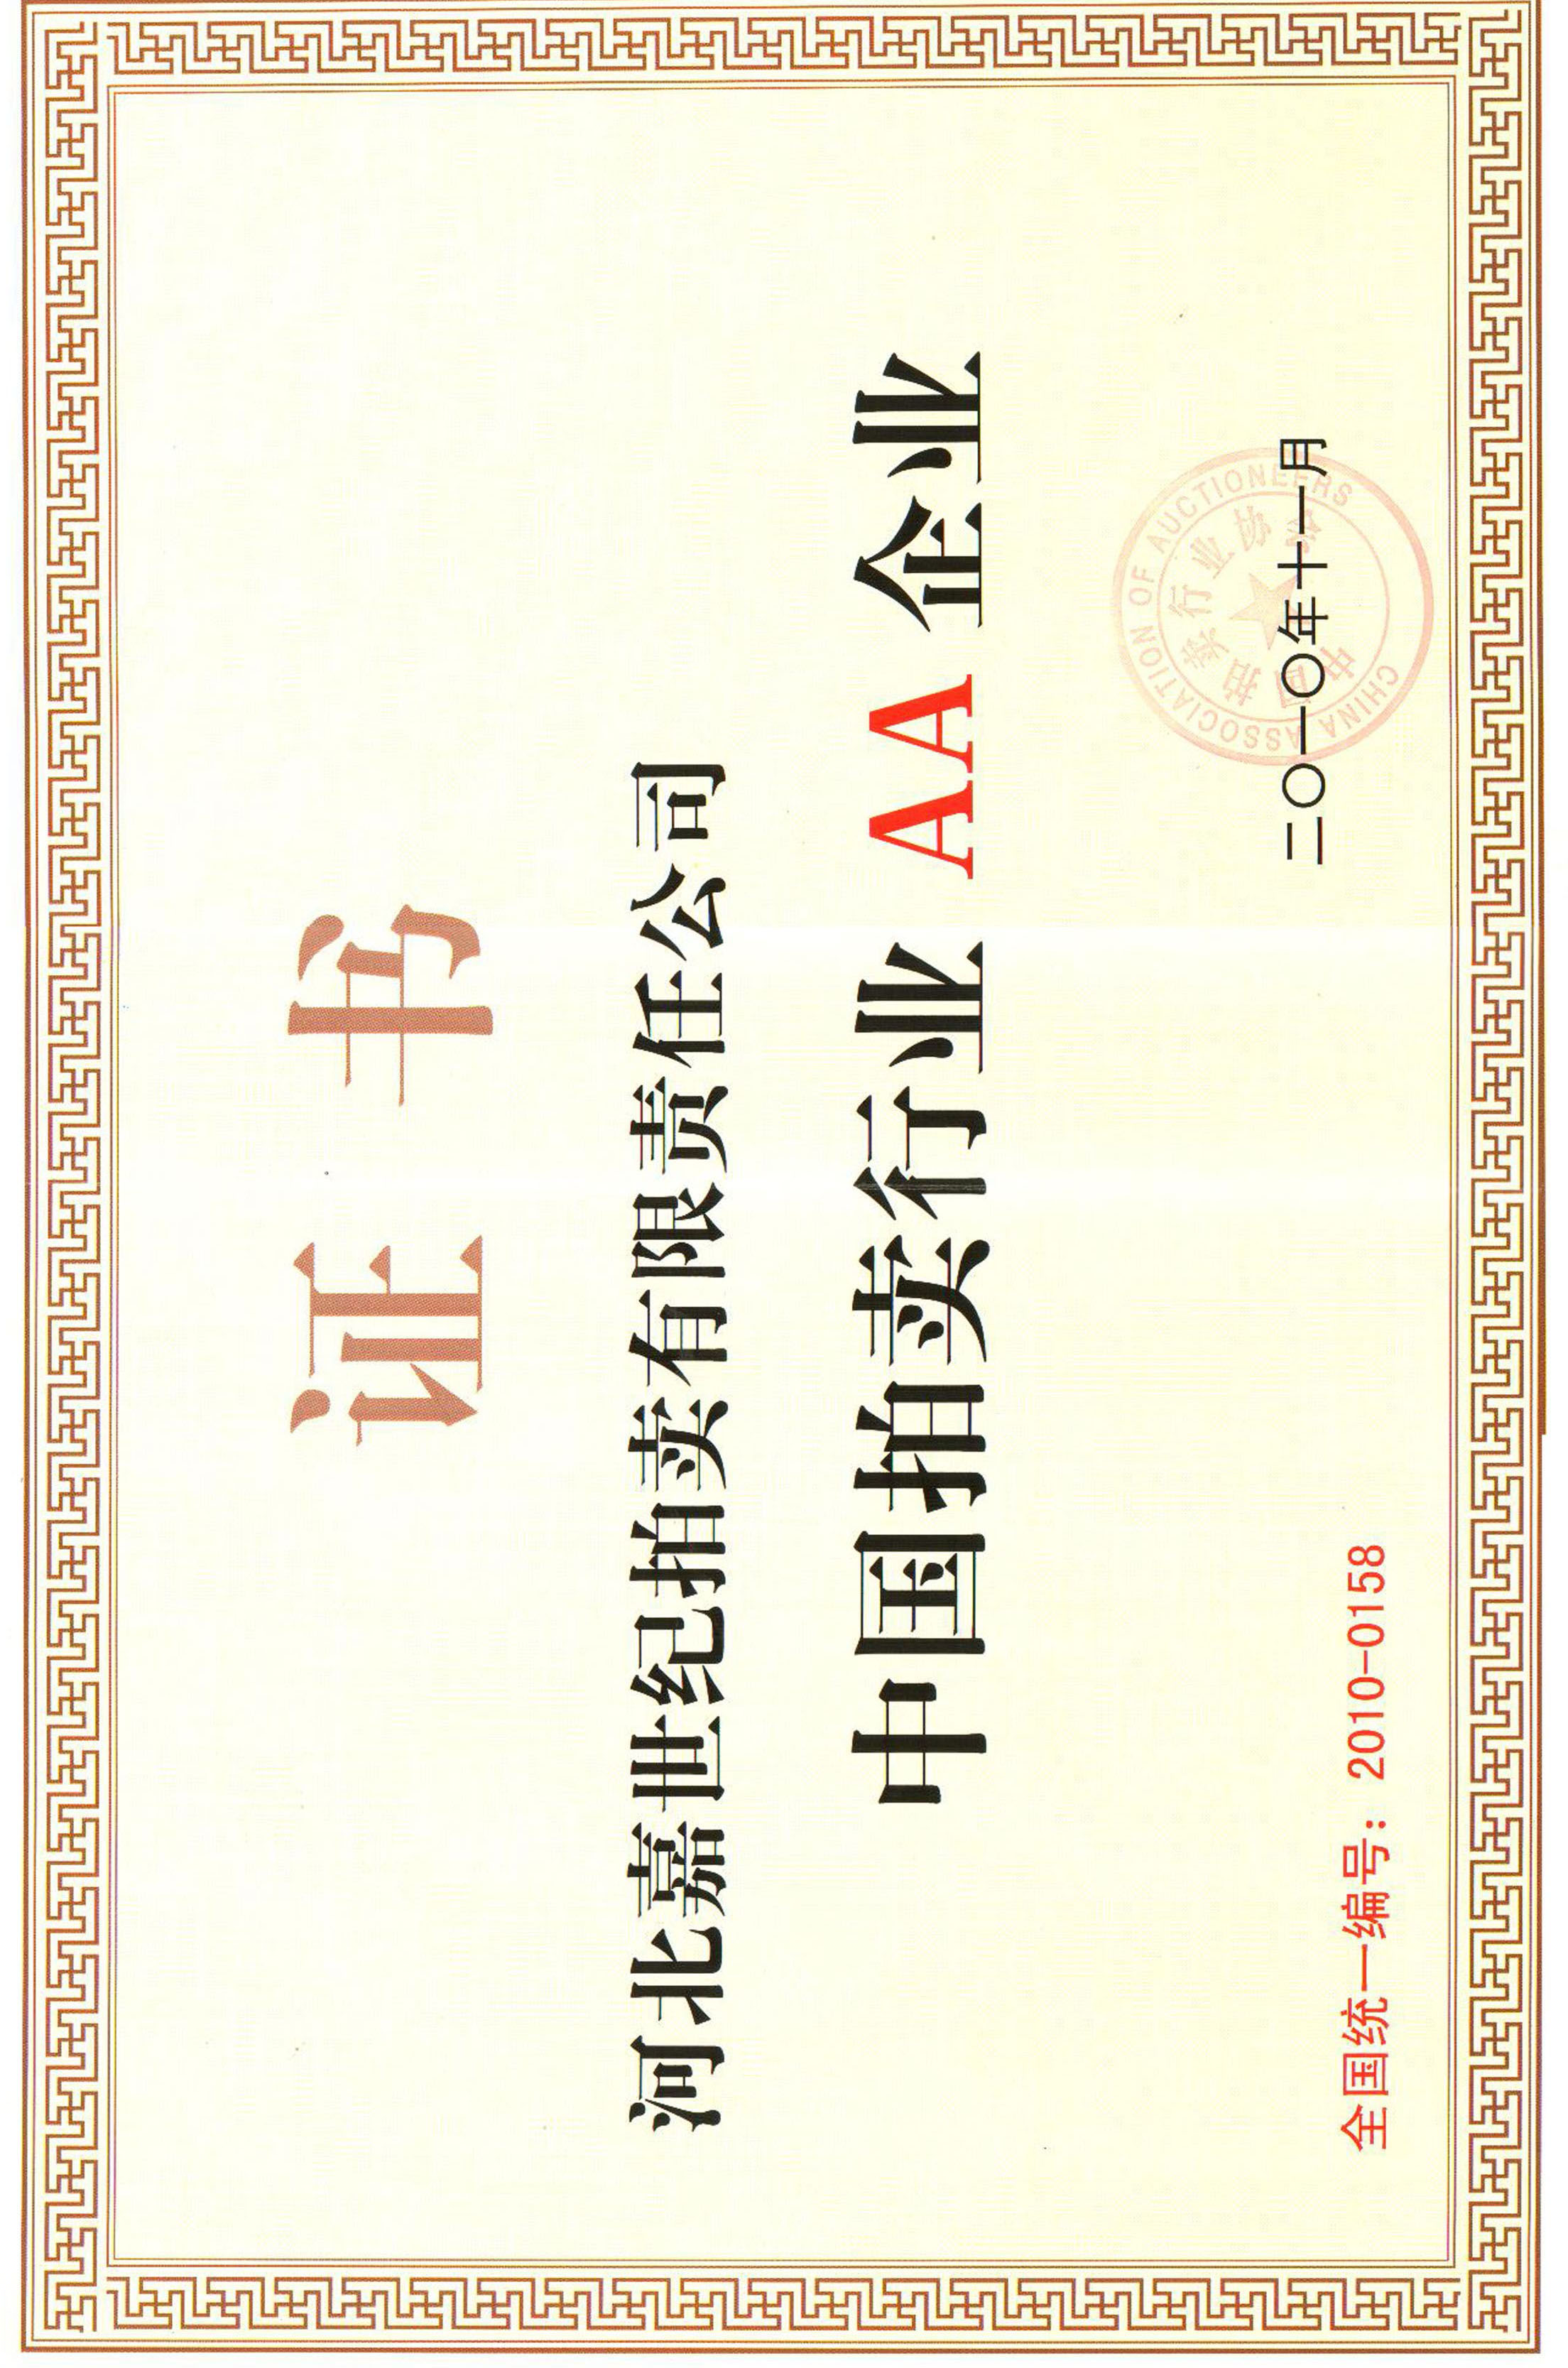 证书
河北嘉世纪拍卖有限责任公司
中国拍卖行业 AA 企业
CHINA ASSOCIATION OF AUCTIONEERS
中国拍卖行业协会
二〇一〇年十一月
全国统一编号：2010-0158